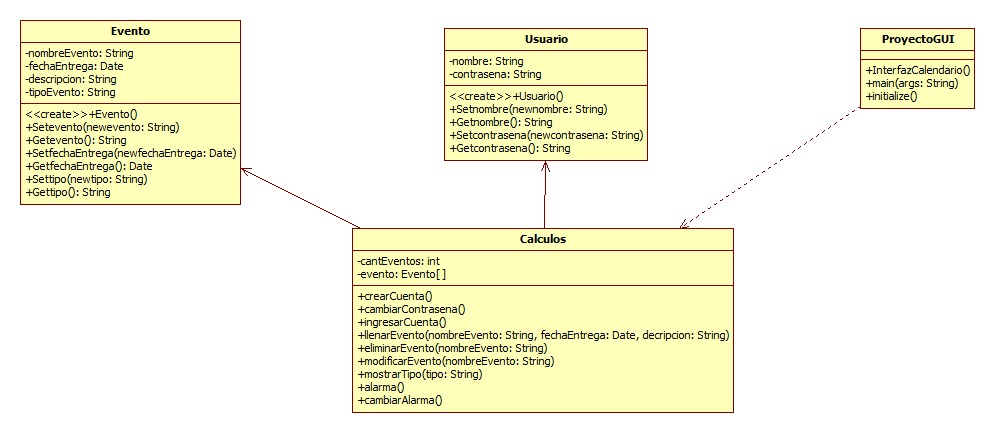 Evento
-nombreEvento: String
-fechaEntrega: Date
-descripcion: String
-tipoEvento: String
<<create>>+Evento()
+Setevento(newevento: String)
+Getevento(): String
+SetfechaEntrega(newfechaEntrega: Date)
+GetfechaEntrega(): Date
+Settipo(newtipo: String)
+Gettipo(): String
Usuario
-nombre: String
-contrasena: String
<<create>>+Usuario()
+Setnombre(newnombre: String)
+Getnombre(): String
+Setcontrasena(newcontrasena: String)
+Getcontrasena(): String
ProyectoGUI
+InterfazCalendario()
+main(args: String)
+initialize()
Calculos
-cantEventos: int
-evento: Evento[]
+crearCuenta()
+cambiarContrasena()
+ingresarCuenta()
+llenarEvento(nombreEvento: String, fechaEntrega: Date, decripcion: String)
+eliminarEvento(nombreEvento: String)
+modificarEvento(nombreEvento: String)
+mostrarTipo(tipo: String)
+alarma()
+cambiarAlarma()